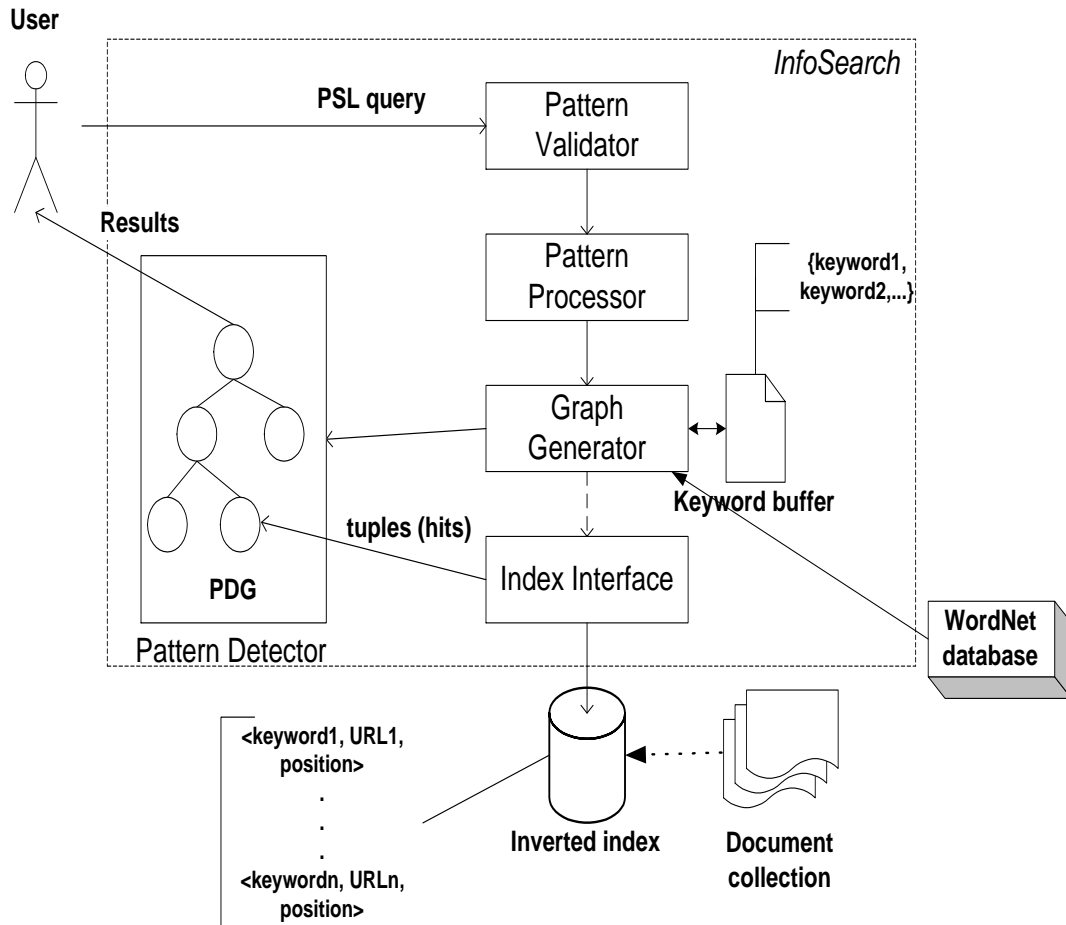 User
InfoSearch
PSL query
Pattern
Validator
Results
Pattern
Processor
{keyword1,
keyword2,...}
Graph
Generator
Keyword buffer
tuples (hits)
Index Interface
PDG
Pattern Detector
WordNet
database
<keyword1, URL1,
position>
.
.
.
<keywordn, URLn,
position>
Inverted index
Document
collection